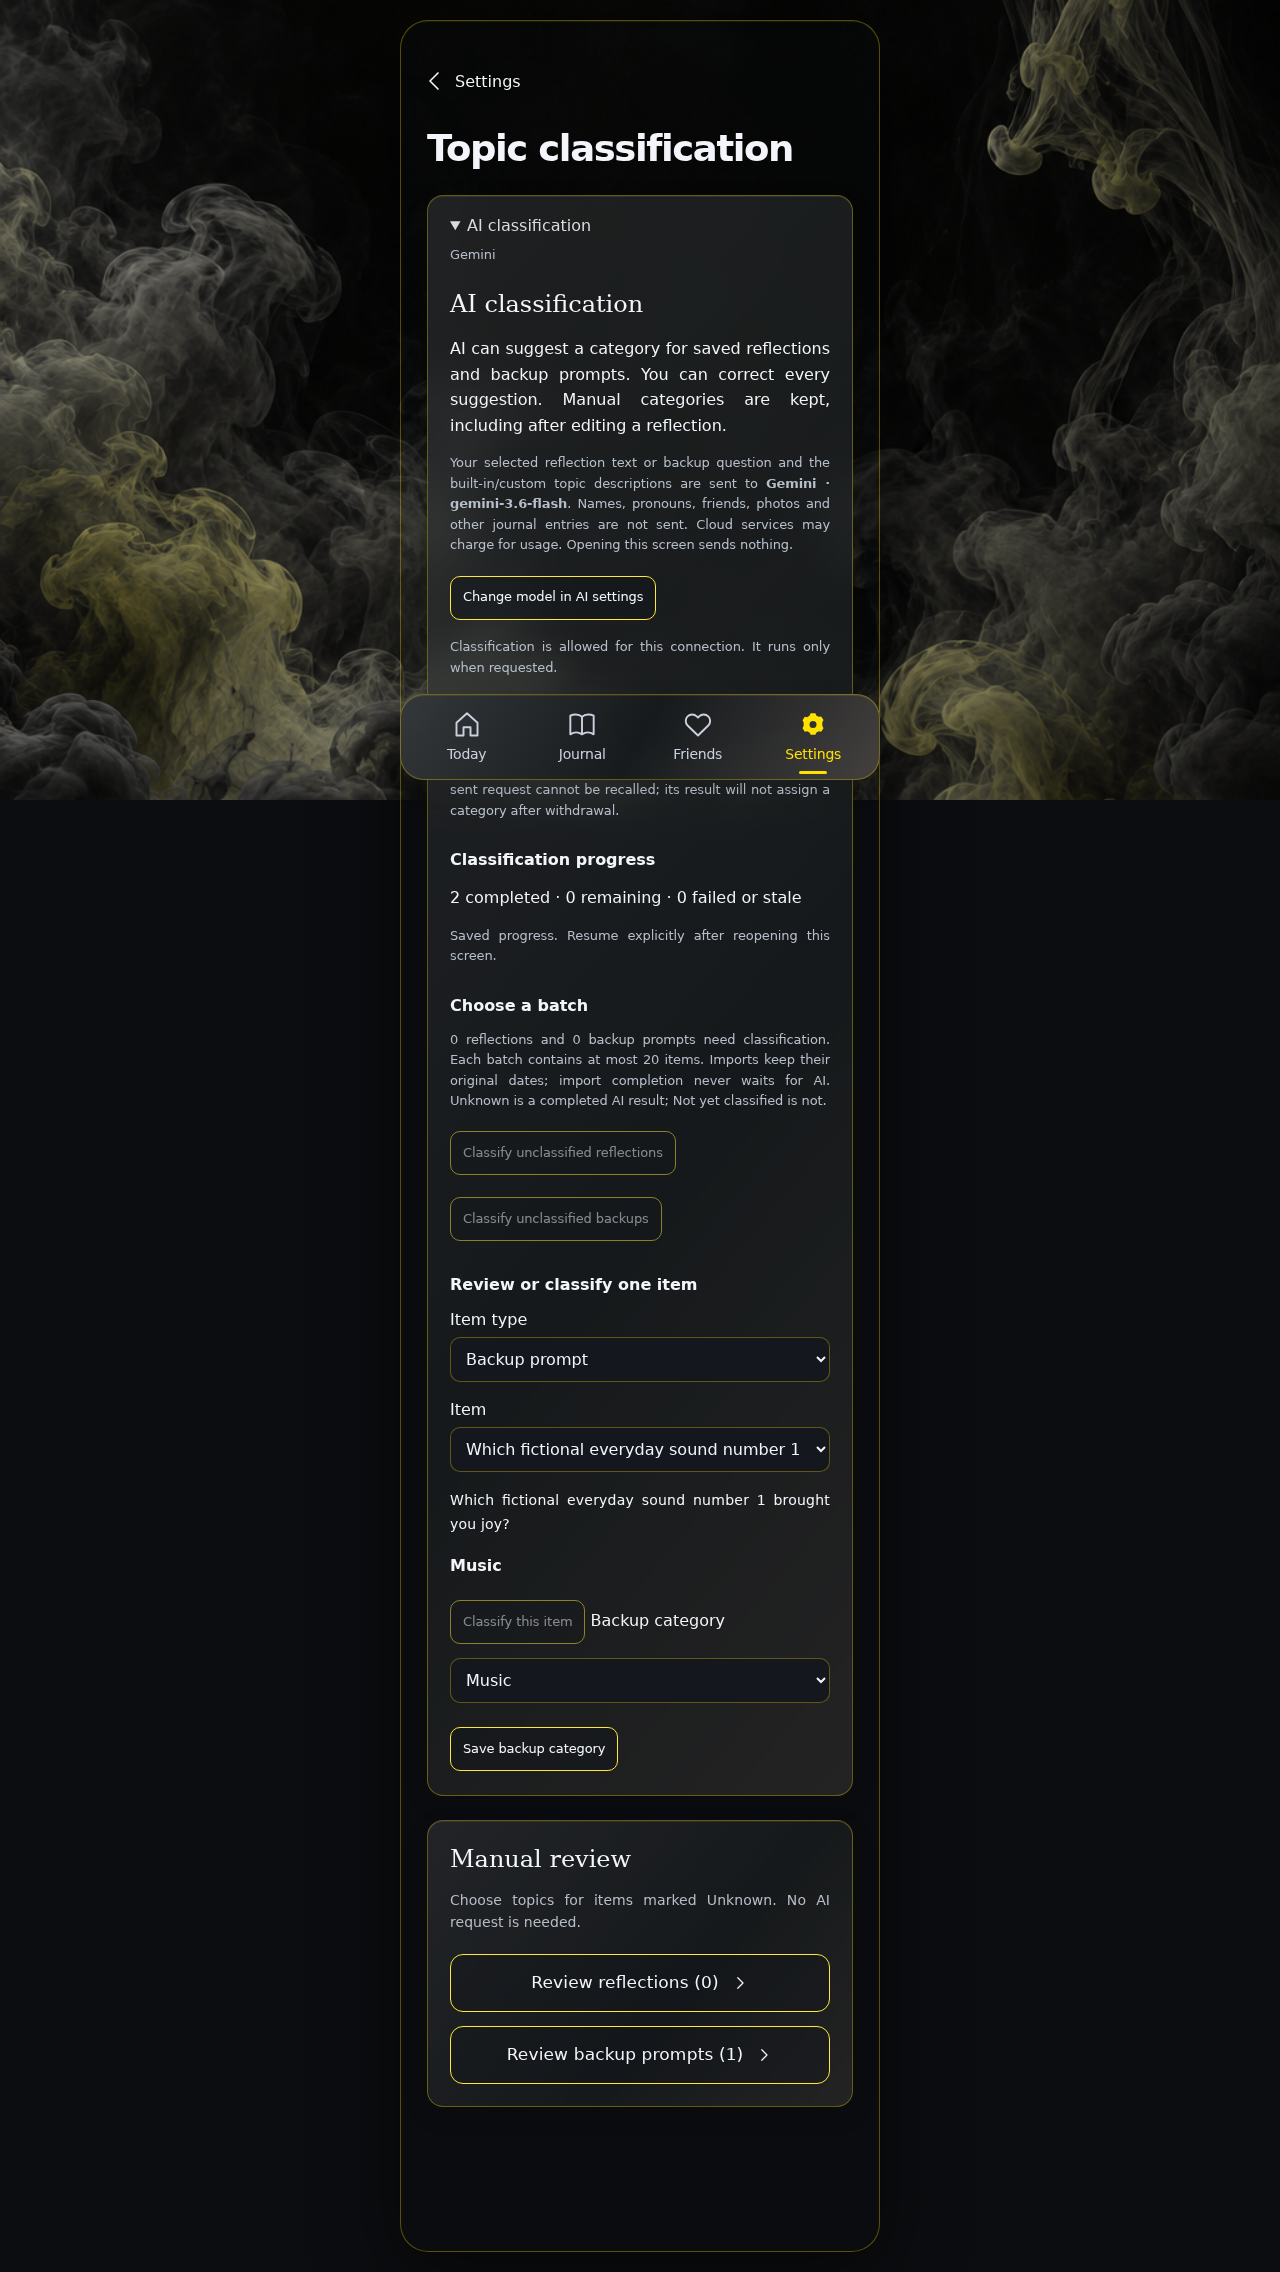 Settings
Topic classification
▼ AI classification
Gemini
AI classification
AI can suggest a category for saved reflections
and backup prompts. You can correct every
suggestion. Manual categories are kept,
including after editing a reflection.
Your selected reflection text or backup question and the
built-in/custom topic descriptions are sent to Gemini ·
gemini-3.6-flash. Names, pronouns, friends, photos and
other journal entries are not sent. Cloud services may
charge for usage. Opening this screen sends nothing.
Change model in AI settings
Classification is allowed for this connection. It runs only
when requested.
Today
Journal
Friends
Settings
sent request cannot be recalled; its result will not assign a
category after withdrawal.
Classification progress
2 completed · 0 remaining · 0 failed or stale
Saved progress. Resume explicitly after reopening this
screen.
Choose a batch
0 reflections and 0 backup prompts need classification.
Each batch contains at most 20 items. Imports keep their
original dates; import completion never waits for AI.
Unknown is a completed AI result; Not yet classified is not.
Classify unclassified reflections
Classify unclassified backups
Review or classify one item
Item type
Backup prompt
Item
Which fictional everyday sound number 1
Which fictional everyday sound number 1 brought
you joy?
Music
Classify this item Backup category
Music
Save backup category
Manual review
Choose topics for items marked Unknown. No AI
request is needed.
Review reflections (0)
Review backup prompts (1)